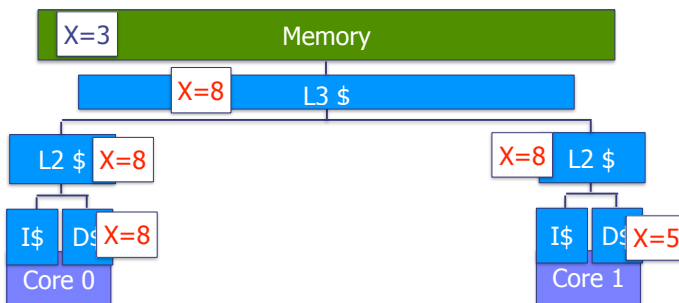 X=3 Memory
X=8 L3 $
L2 $ X=8 X=8 L2 $
I$ D$ X=8 I$ D$ X=5
Core 0 Core 1